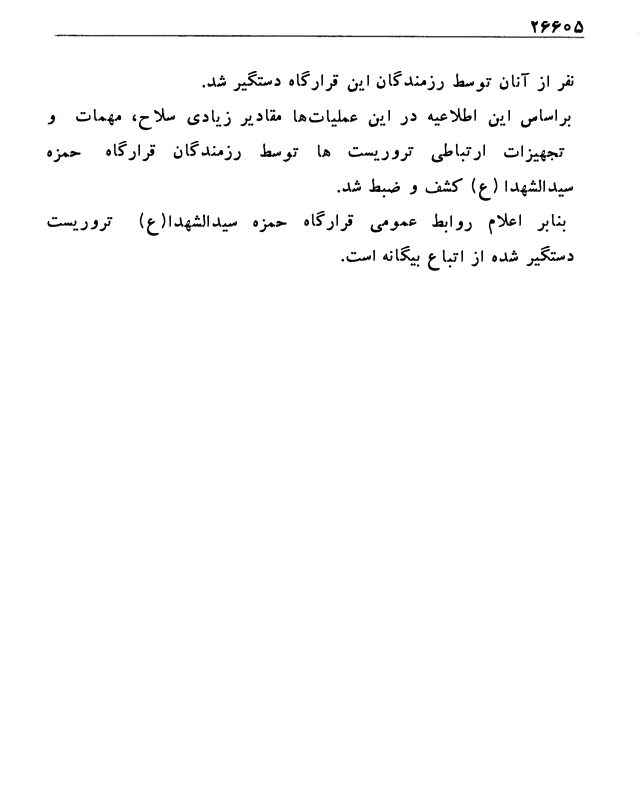 ۲۶۶۰۵
نفر از آنان توسط رزمندگان این قرارگاه دستگیر شد.
براساس این اطلاعیه در این عملیات‌ها مقادیر زیادی سلاح، مهمات و
تجهیزات ارتباطی تروریست ها توسط رزمندگان قرارگاه حمزه
سیدالشهدا (ع) کشف و ضبط شد.
بنابر اعلام روابط عمومی قرارگاه حمزه سیدالشهدا(ع) تروریست
دستگیر شده از اتباع بیگانه است.